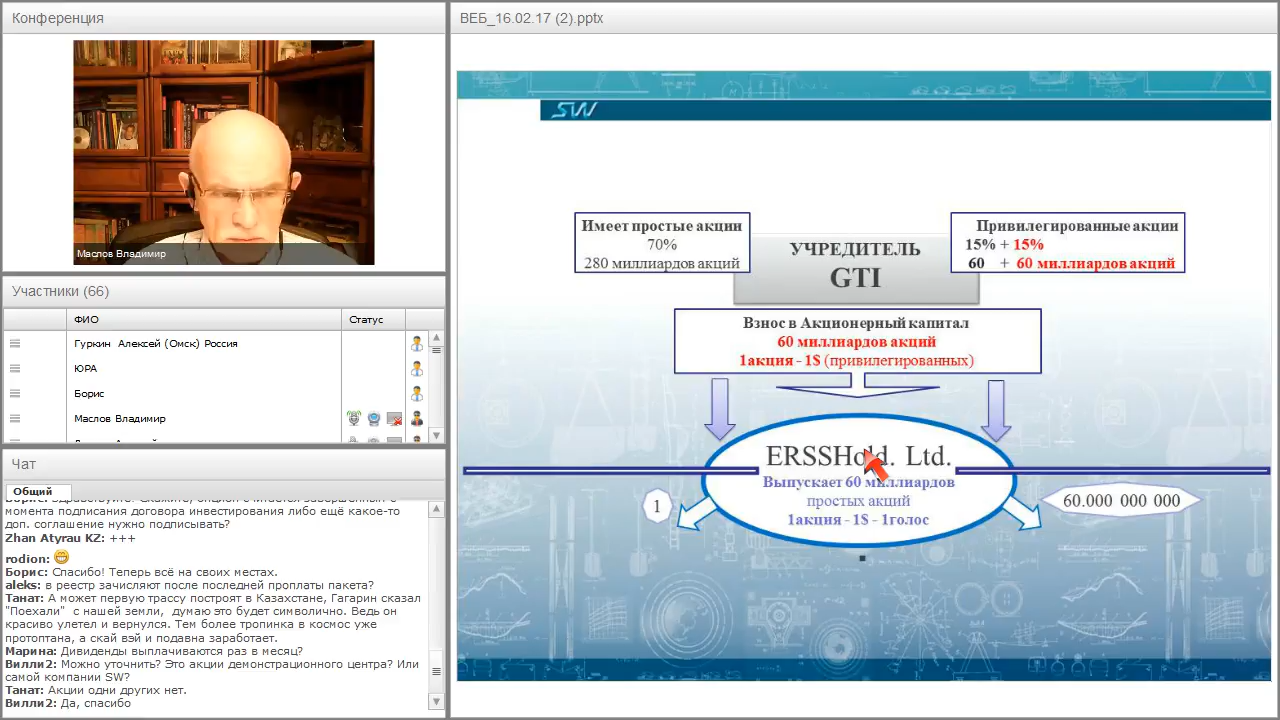 Конференция
Маслов Владимир
Участники (66)
ФИО
Статус
Гуркин Алексей (Омск) Россия
ЮРА
Борис
Маслов Владимир
Чат
Общий
момента подписания договора инвестирования либо ещё какое-то
доп. соглашение нужно подписывать?
Zhan Atyrau KZ: +++
rodion:
Борис: Спасибо! Теперь всё на своих местах.
aleks: в реестр зачисляют после последней проплаты пакета?
Танат: А может первую трассу построят в Казахстане, Гагарин сказал
"Поехали" с нашей земли, думаю это будет символично. Ведь он
красиво улетел и вернулся. Тем более тропинка в космос уже
протоптана, а скай вэй и подавна заработает.
Марина: Дивиденды выплачиваются раз в месяц?
Вилли2: Можно уточнить? Это акции демонстрационного центра? Или
самой компании SW?
Танат: Акции одни других нет.
Вилли2: Да, спасибо
ВЕБ_16.02.17 (2).pptx
SW
Имеет простые акции
70%
280 миллиардов акций
УЧРЕДИТЕЛЬ
GTI
Привилегированные акции
15% + 15%
60 + 60 миллиардов акций
Взнос в Акционерный капитал
60 миллиардов акций
1акция - 1$ (привилегированных)
ERSSHold. Ltd.
Выпускает 60 миллиардов
простых акций
1акция - 1$ - 1голос
1
60.000 000 000